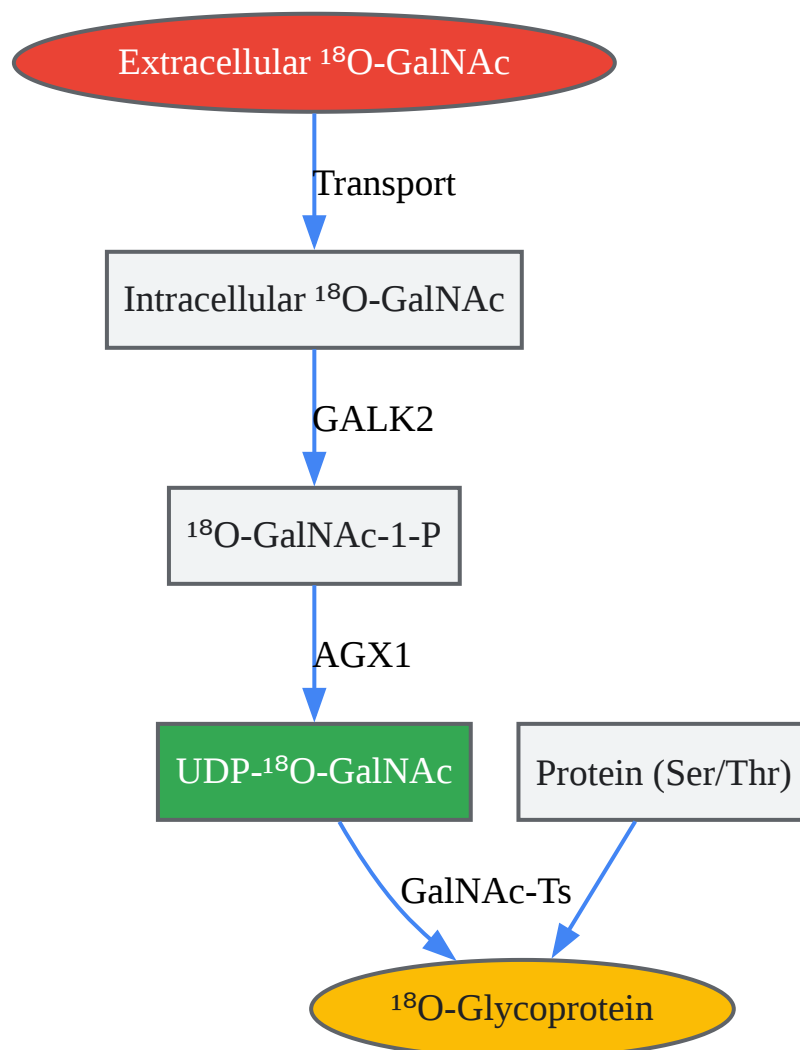 Extracellular ¹⁸O-GalNAc
Transport
Intracellular ¹⁸O-GalNAc
GALK2
¹⁸O-GalNAc-1-P
AGX1
UDP-¹⁸O-GalNAc
Protein (Ser/Thr)
GalNAc-Ts
¹⁸O-Glycoprotein